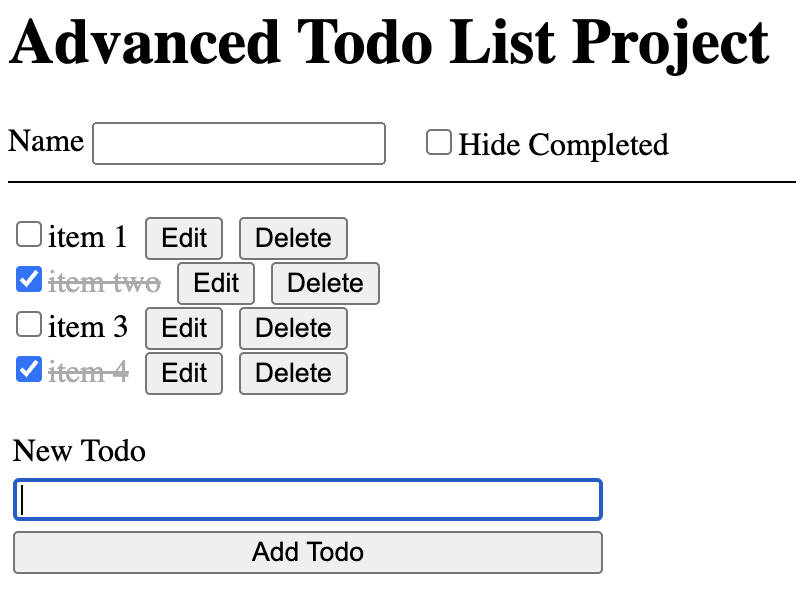 Advanced Todo List Project
Name Hide Completed
item 1 Edit Delete
item two Edit Delete
item 3 Edit Delete
item 4 Edit Delete
New Todo
Add Todo